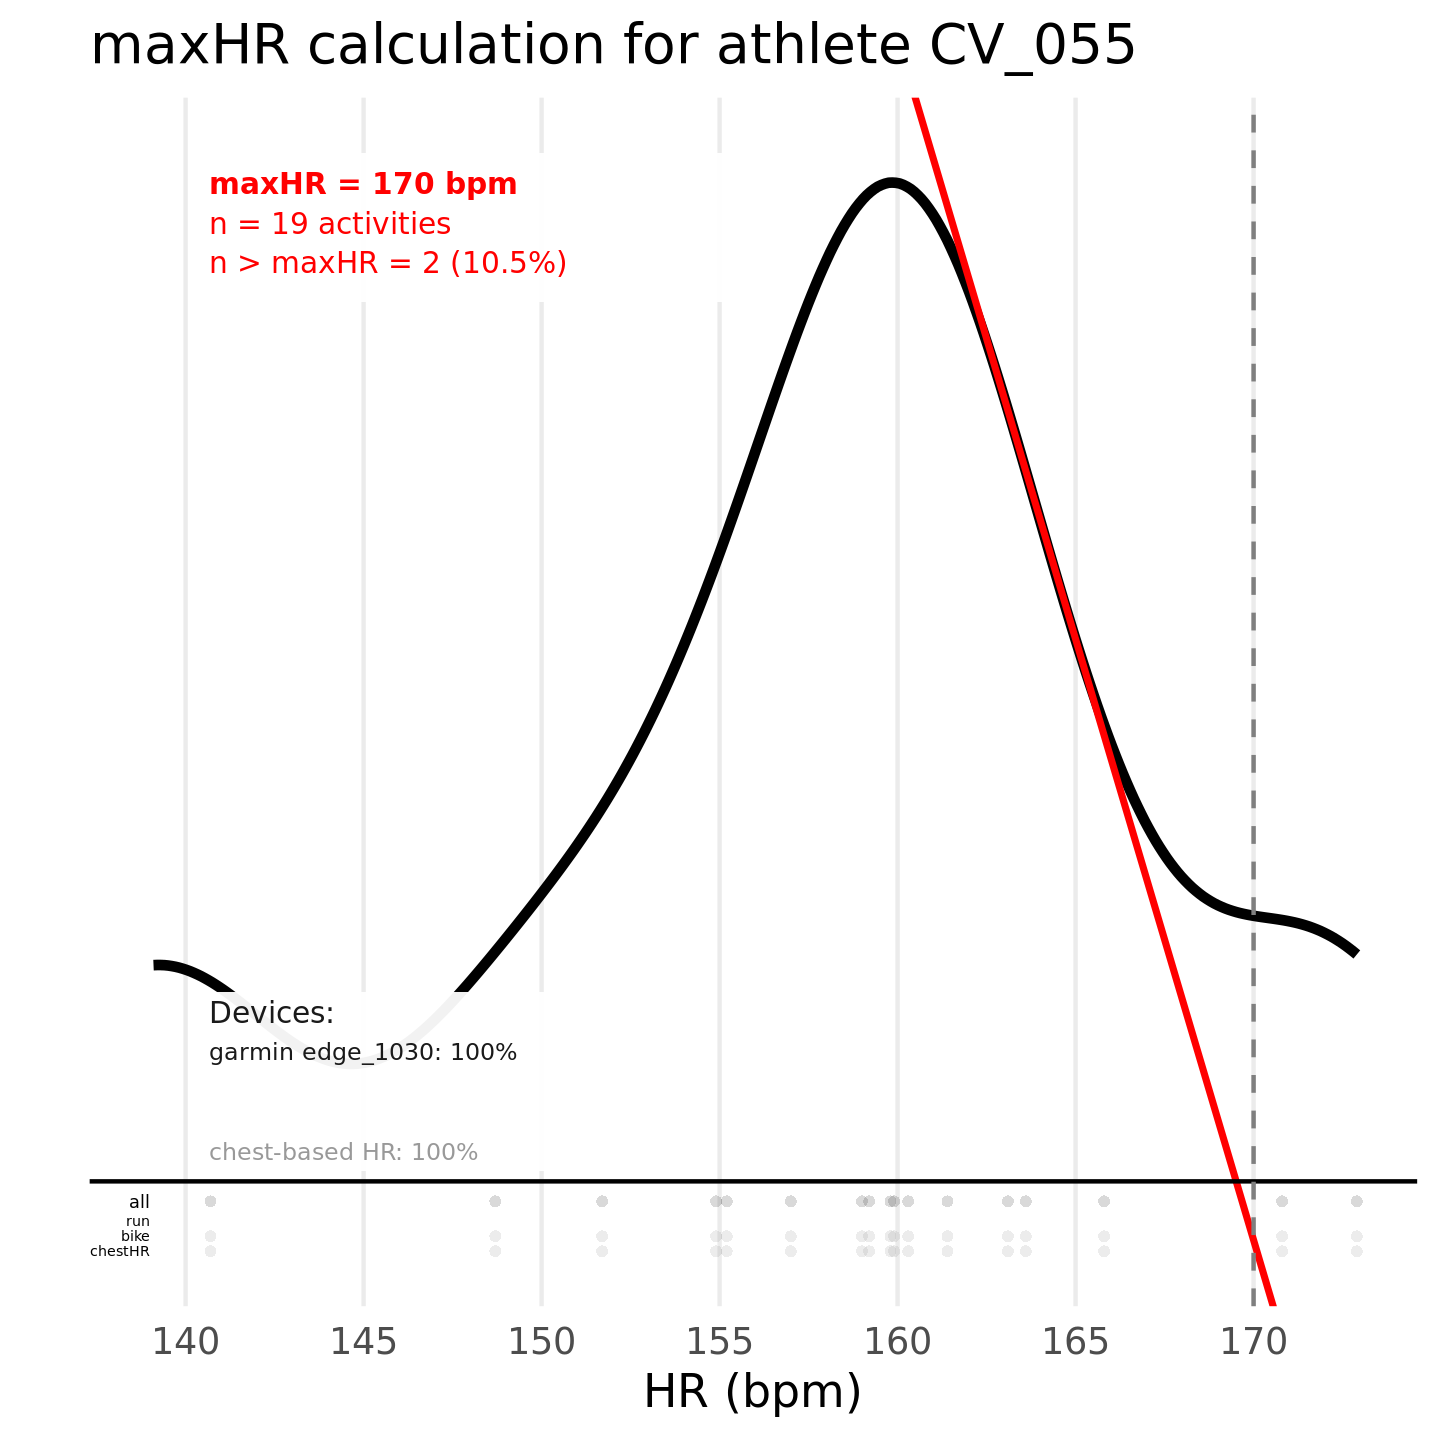 maxHR calculation for athlete CV_055
maxHR = 170 bpm
n = 19 activities
n > maxHR = 2 (10.5%)
Devices:
garmin edge_1030: 100%
chest-based HR: 100%
all
run
bike
chestHR
140 145 150 155 160 165 170
HR (bpm)